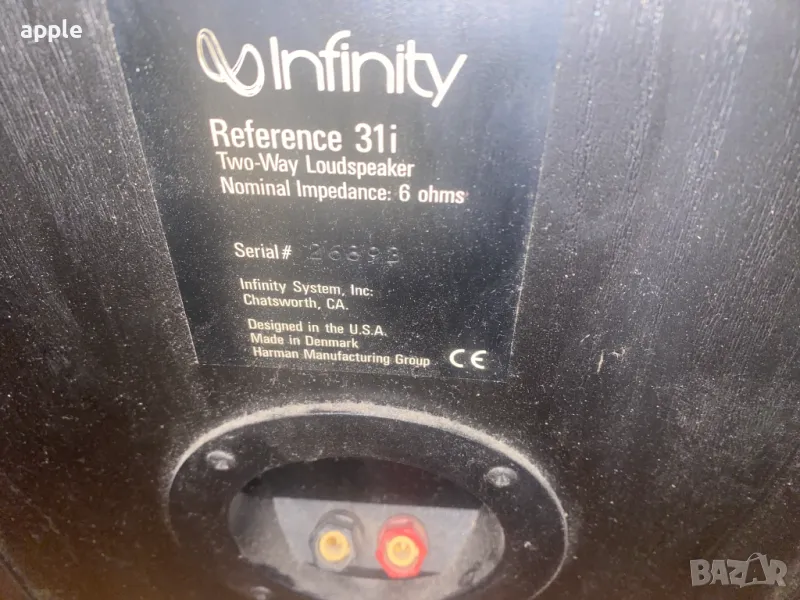 apple
Infinity
Reference 31i
Two-Way Loudspeaker
Nominal Impedance: 6 ohms
Serial#
Infinity System, Inc:
Chatsworth, CA.
Designed in the U.S.A.
Made in Denmark
Harman Manufacturing Group CE
BAZAR